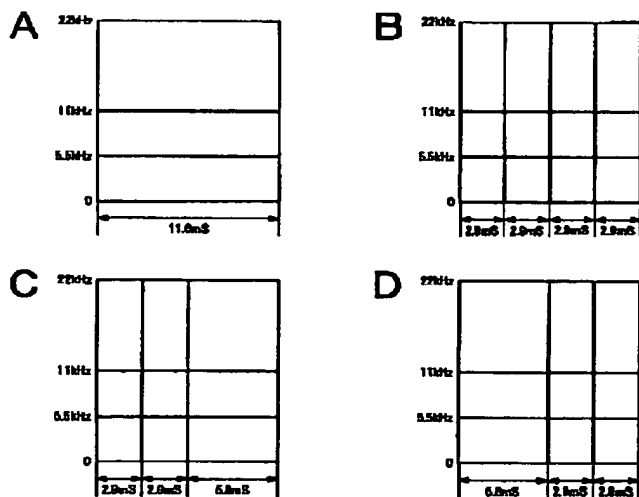 A
22kHz
11kHz
5.5kHz
0
11.6mS
B
22kHz
11kHz
5.5kHz
0
2.9mS 2.9mS 2.9mS 2.9mS
C
22kHz
11kHz
5.5kHz
0
2.9mS 2.9mS 5.8mS
D
22kHz
11kHz
5.5kHz
0
5.8mS 2.9mS 2.9mS